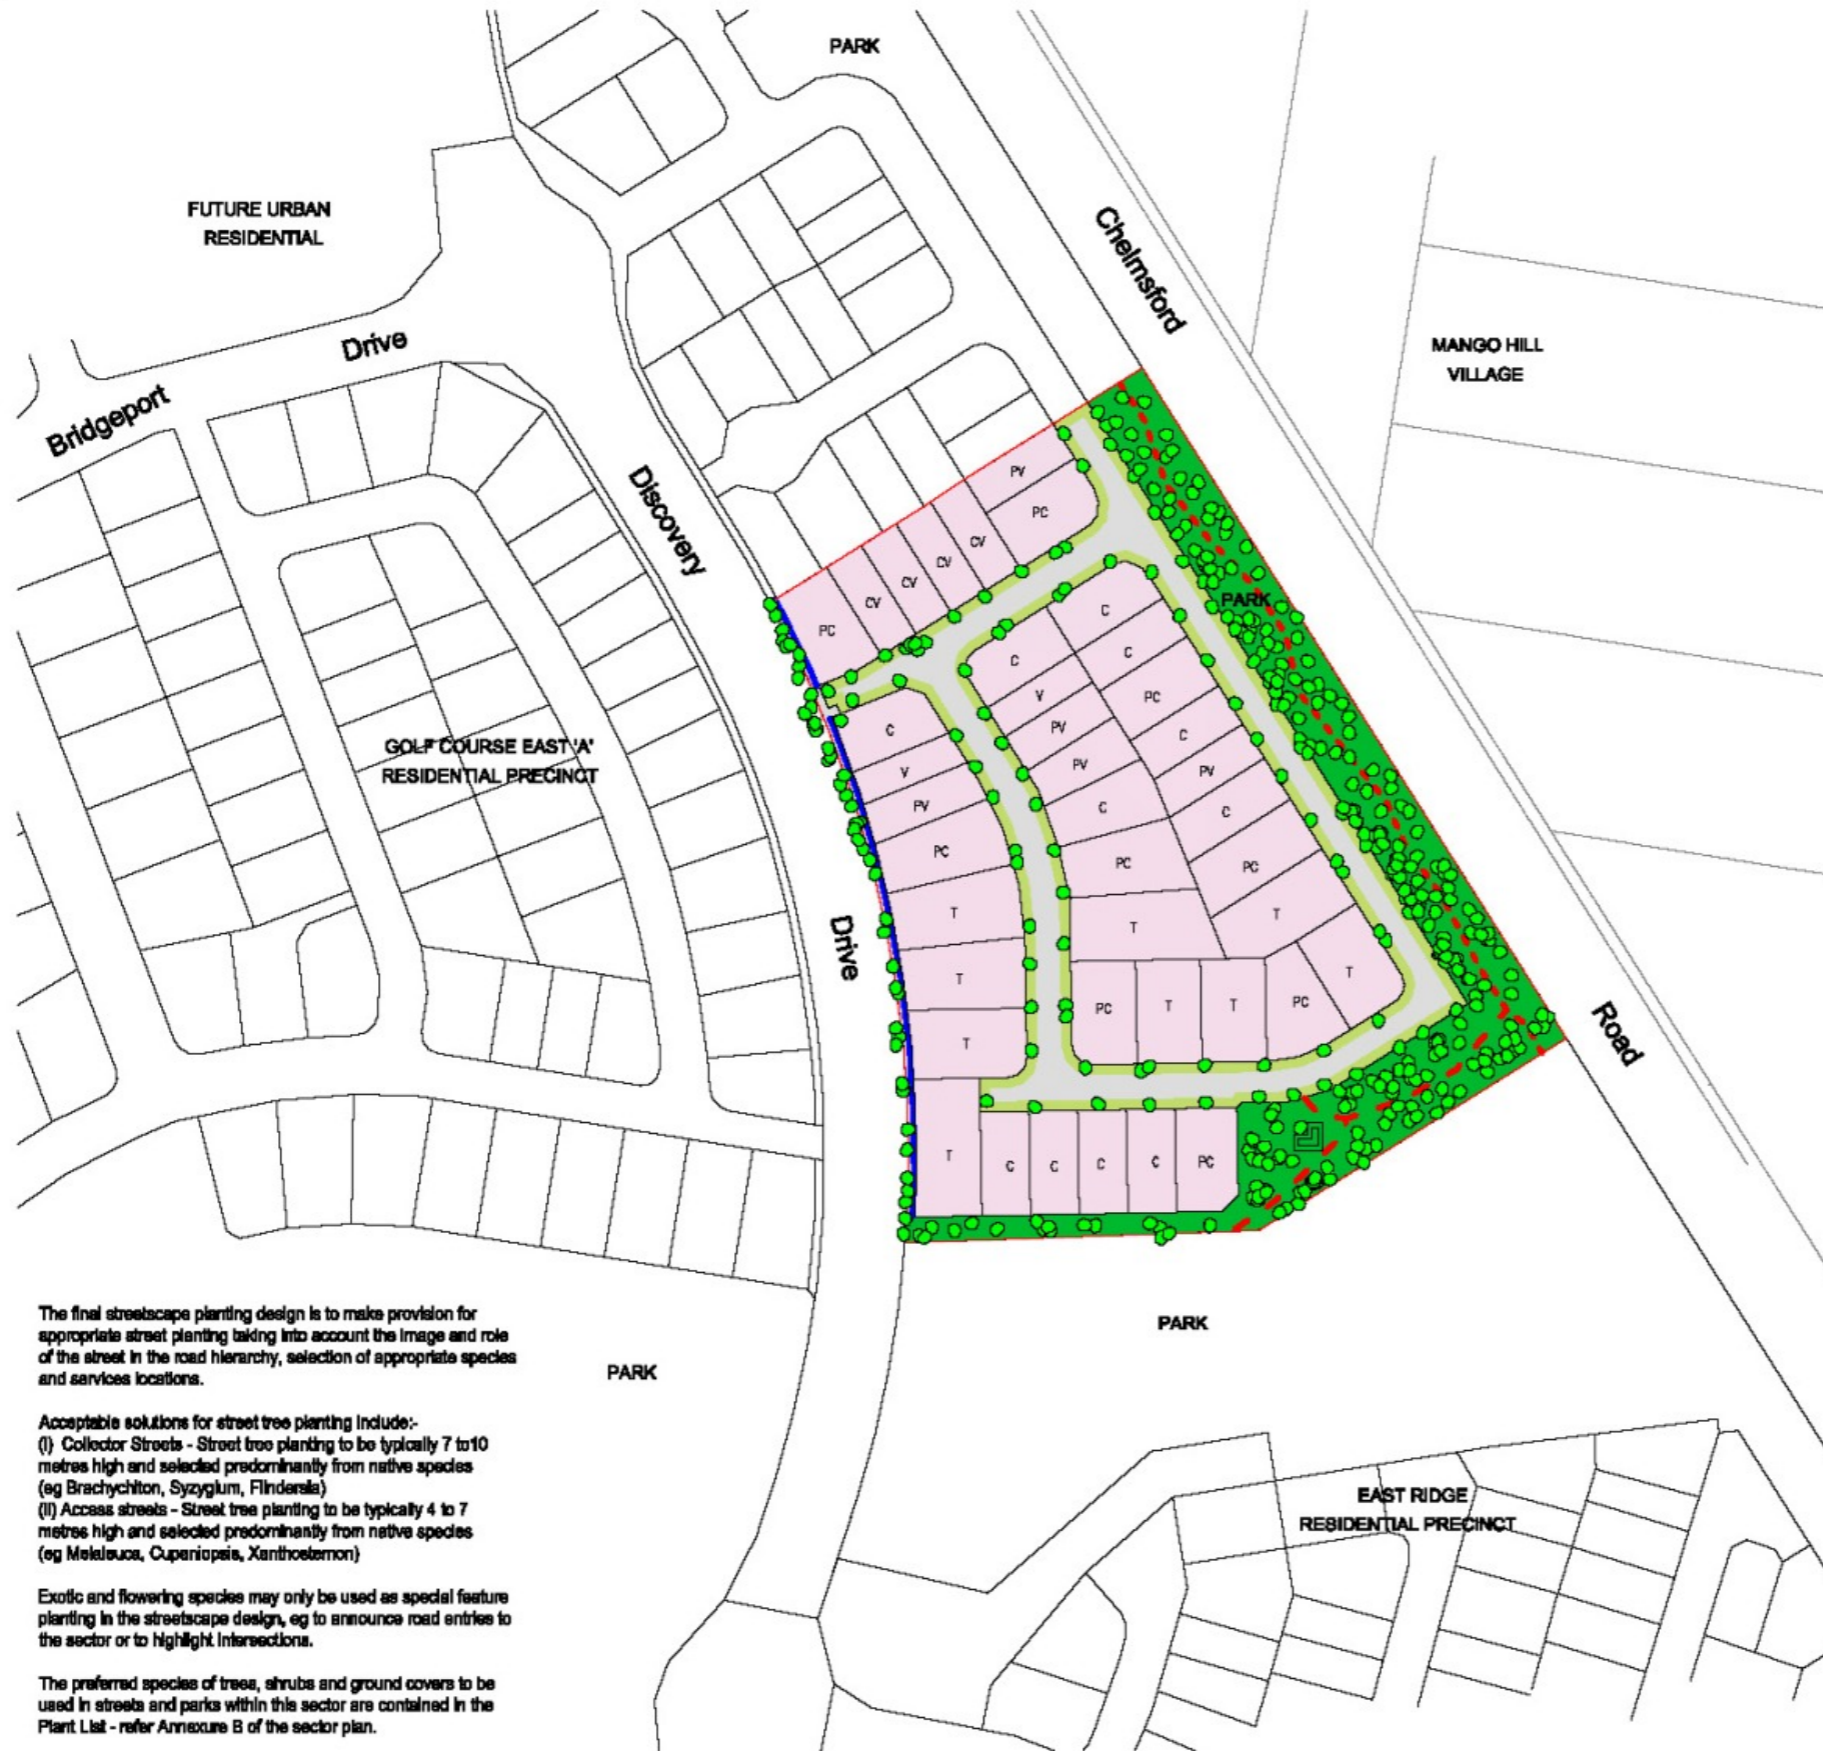 PARK
FUTURE URBAN
RESIDENTIAL
Chelmsford
Drive
Bridgeport
MANGO HILL
VILLAGE
Discovery
PV
PC
CV
CV
CV
CV
PC
PARK
C
C
C
V
PC
PV
C
PV
PV
C
C
PC
PC
T
T
T
PC
T
T
PC
C
V
PV
PC
T
T
T
T
C
C
C
C
PC
GOLF COURSE EAST 'A'
RESIDENTIAL PRECINCT
Drive
Road
PARK
PARK
EAST RIDGE
RESIDENTIAL PRECINCT
The final streetscape planting design is to make provision for
appropriate street planting taking into account the image and role
of the street in the road hierarchy, selection of appropriate species
and services locations.
Acceptable solutions for street tree planting include:-
(i) Collector Streets - Street tree planting to be typically 7 to10
metres high and selected predominantly from native species
(eg Brachychiton, Syzygium, Flindersia)
(ii) Access streets - Street tree planting to be typically 4 to 7
metres high and selected predominantly from native species
(eg Melaleuca, Cupaniopsis, Xanthostemon)
Exotic and flowering species may only be used as special feature
planting in the streetscape design, eg to announce road entries to
the sector or to highlight intersections.
The preferred species of trees, shrubs and ground covers to be
used in streets and parks within this sector are contained in the
Plant List - refer Annexure B of the sector plan.